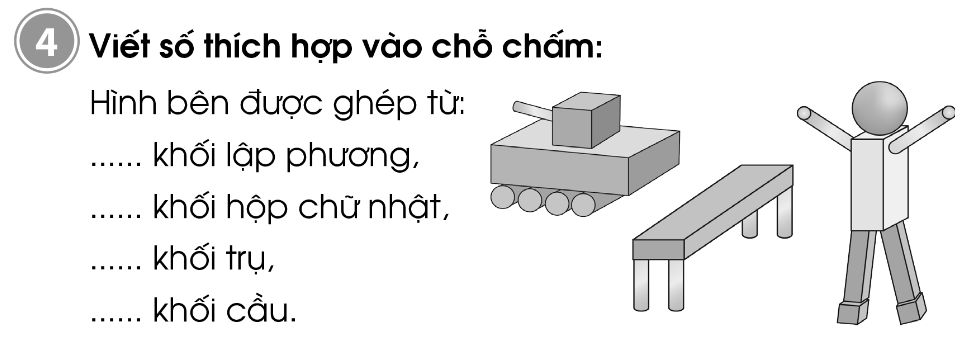 4 Viết số thích hợp vào chỗ chấm:
Hình bên được ghép từ:
...... khối lập phương,
...... khối hộp chữ nhật,
...... khối trụ,
...... khối cầu.